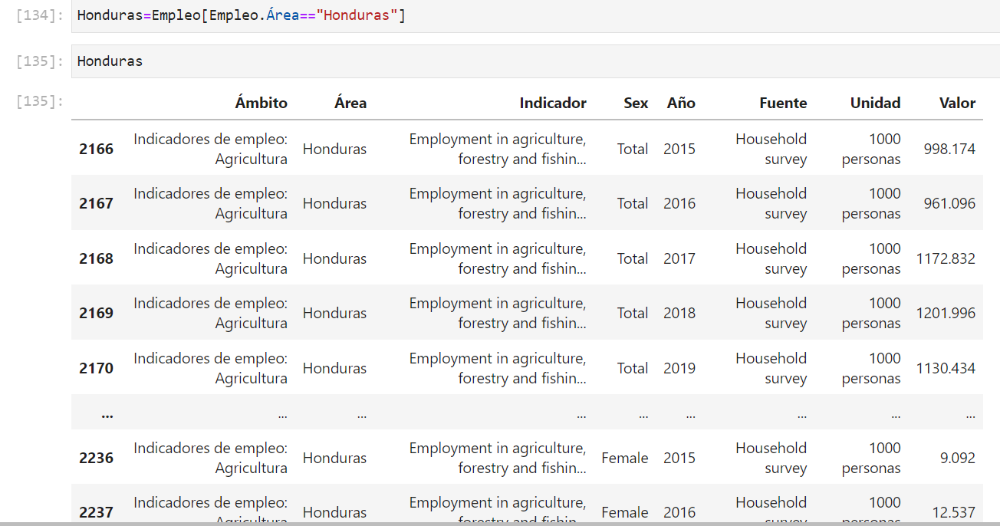 [134]: Honduras=Empleo[Empleo.Área=="Honduras"]
[135]: Honduras
[135]:
Ámbito Área Indicador Sex Año Fuente Unidad Valor
2166 Indicadores de empleo: Agricultura Honduras Employment in agriculture, forestry and fishin... Total 2015 Household survey 1000 personas 998.174
2167 Indicadores de empleo: Agricultura Honduras Employment in agriculture, forestry and fishin... Total 2016 Household survey 1000 personas 961.096
2168 Indicadores de empleo: Agricultura Honduras Employment in agriculture, forestry and fishin... Total 2017 Household survey 1000 personas 1172.832
2169 Indicadores de empleo: Agricultura Honduras Employment in agriculture, forestry and fishin... Total 2018 Household survey 1000 personas 1201.996
2170 Indicadores de empleo: Agricultura Honduras Employment in agriculture, forestry and fishin... Total 2019 Household survey 1000 personas 1130.434
... ... ... ... ... ... ... ... ...
2236 Indicadores de empleo: Agricultura Honduras Employment in agriculture, forestry and fishin... Female 2015 Household survey 1000 personas 9.092
2237 Indicadores de empleo: Agricultura Honduras Employment in agriculture, forestry and fishin... Female 2016 Household survey 1000 personas 12.537